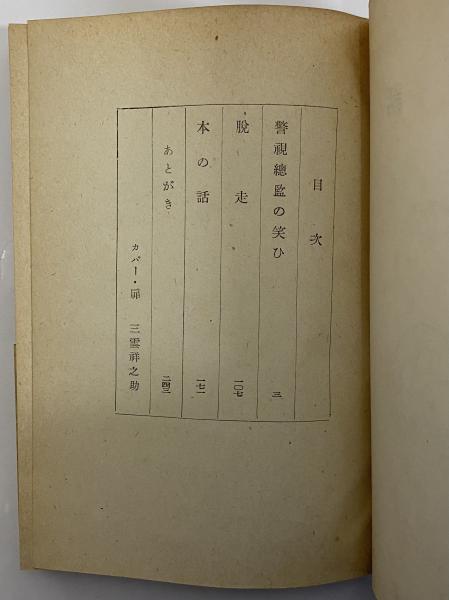 目次
警視總監の笑ひ 三
脫走 一〇七
本の話 一七一
あとがき 二四三
カバー・扉 三雲祥之助